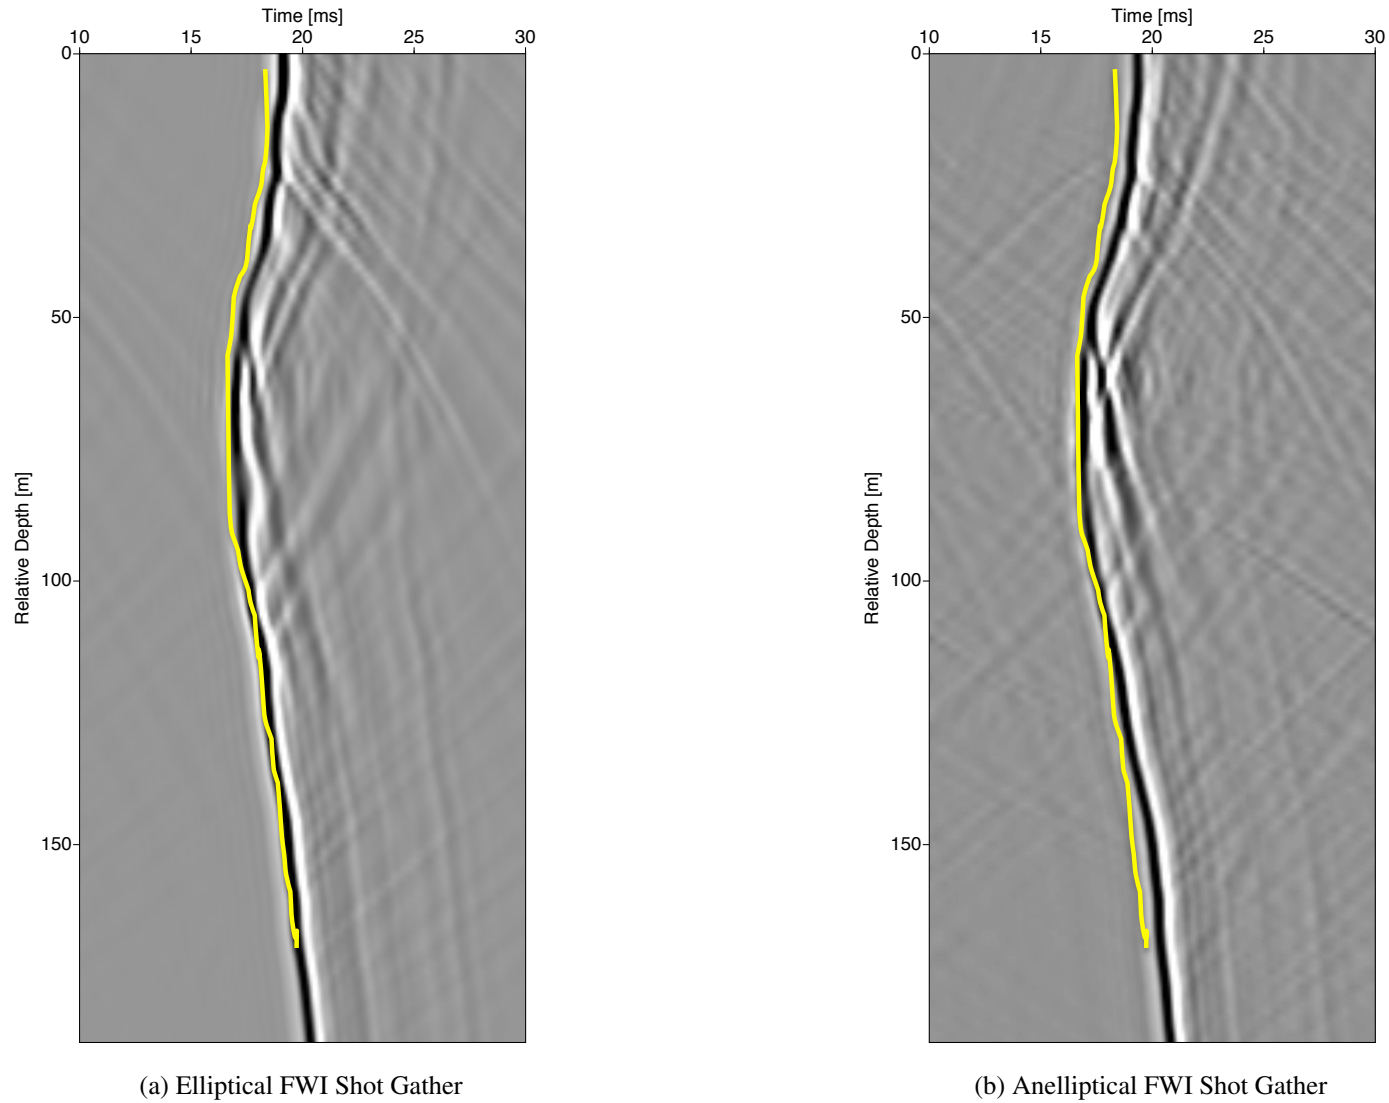 Time [ms]
10 15 20 25 30
0
50
100
150
Relative Depth [m]
(a) Elliptical FWI Shot Gather
Time [ms]
10 15 20 25 30
0
50
100
150
Relative Depth [m]
(b) Anelliptical FWI Shot Gather